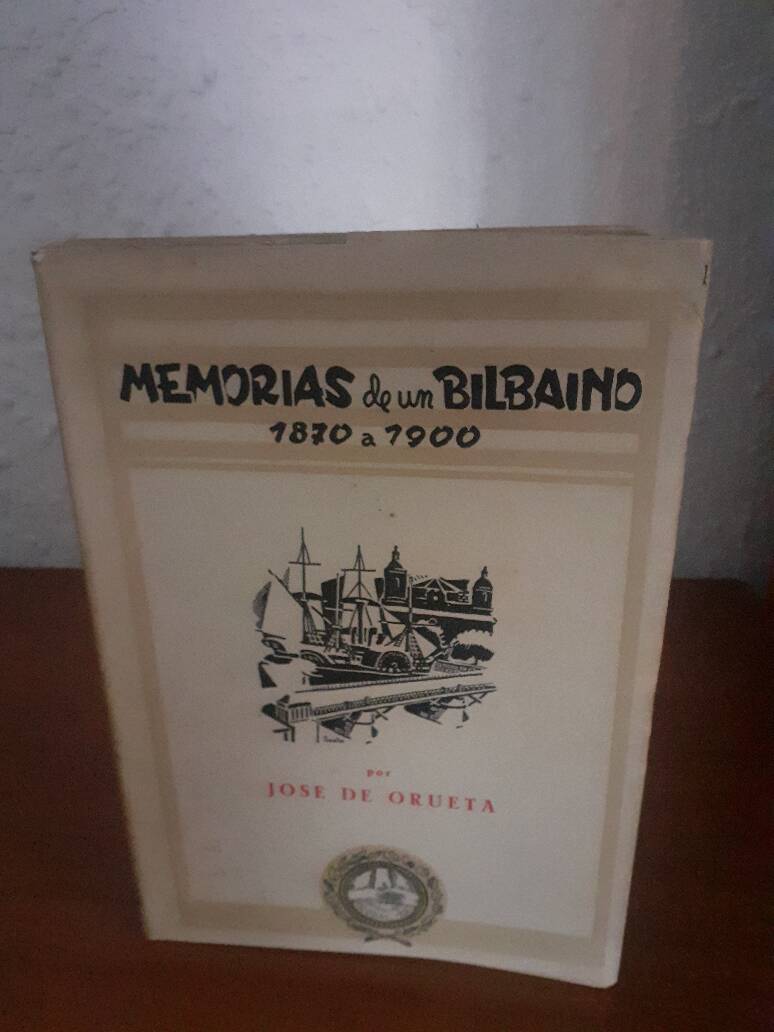 MEMORIAS de un BILBAINO
1870 a 1900
por
JOSE DE ORUETA